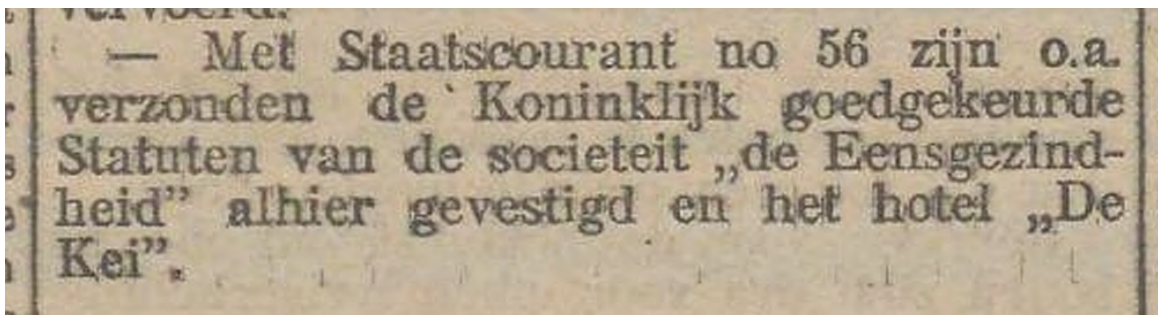 vervoerd.
— Met Staatscourant no 56 zijn o.a.
verzonden de Koninklijk goedgekeurde
Statuten van de societeit „de Eensgezind-
heid” alhier gevestigd en het hotel „De
Kei”.